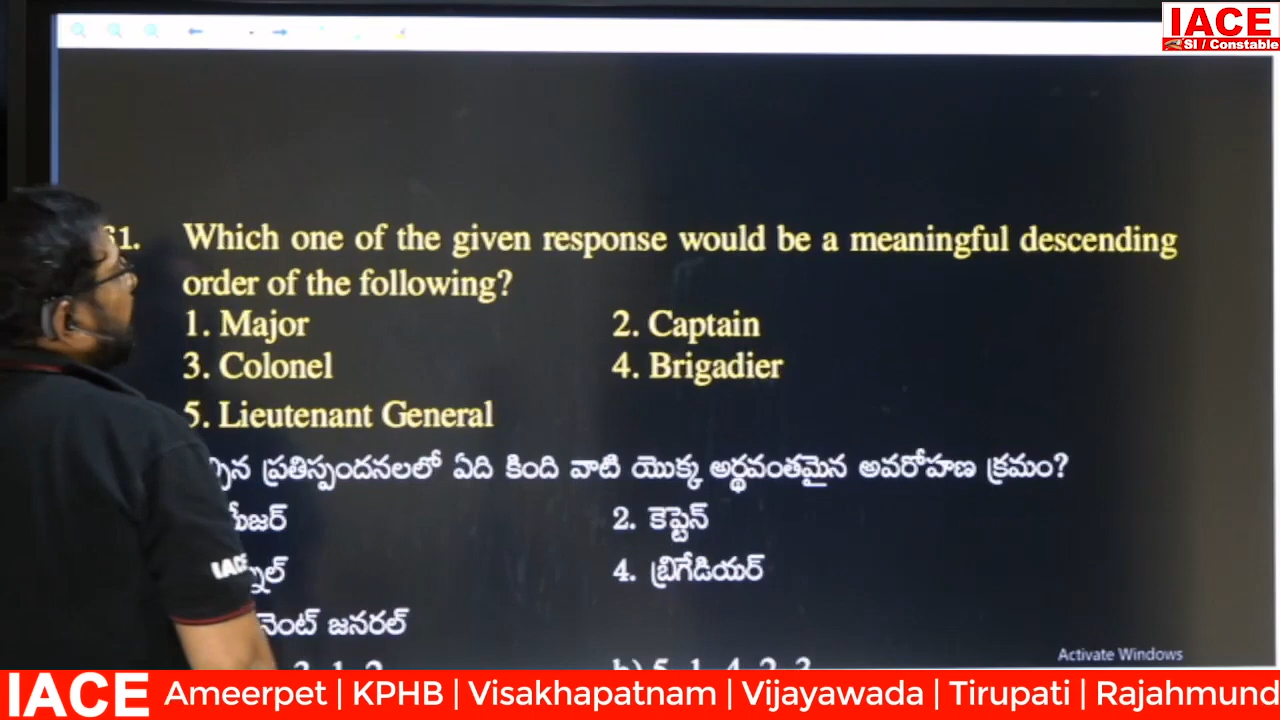 IACE
SI / Constable
1. Which one of the given response would be a meaningful descending
order of the following?
1. Major 2. Captain
3. Colonel 4. Brigadier
5. Lieutenant General
ప్రతిస్పందనలలో ఏది కింది వాటి యొక్క అర్థవంతమైన అవరోహణ క్రమం?
2. కెప్టెన్
4. బ్రిగేడియర్
జనరల్
Activate Windows
IACE
IACE Ameerpet | KPHB | Visakhapatnam | Vijayawada | Tirupati | Rajahmund